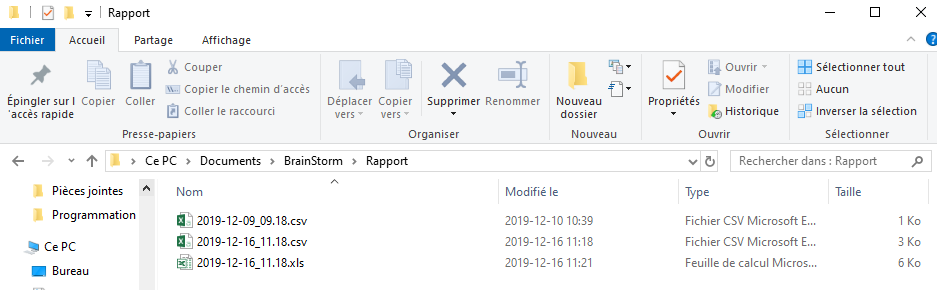 Rapport
Fichier Accueil Partage Affichage
Épingler sur l'accès rapide
Copier
Coller
Couper
Copier le chemin d'accès
Coller le raccourci
Presse-papiers
Déplacer vers
Copier vers
Supprimer
Renommer
Organiser
Nouveau dossier
Nouveau
Propriétés
Ouvrir
Modifier
Historique
Ouvrir
Sélectionner tout
Aucun
Inverser la sélection
Sélectionner
Ce PC > Documents > BrainStorm > Rapport
Rechercher dans : Rapport
Pièces jointes
Programmation
Ce PC
Bureau
Nom Modifié le Type Taille
2019-12-09_09.18.csv 2019-12-10 10:39 Fichier CSV Microsoft E... 1 Ko
2019-12-16_11.18.csv 2019-12-16 11:18 Fichier CSV Microsoft E... 3 Ko
2019-12-16_11.18.xls 2019-12-16 11:21 Feuille de calcul Micros... 6 Ko